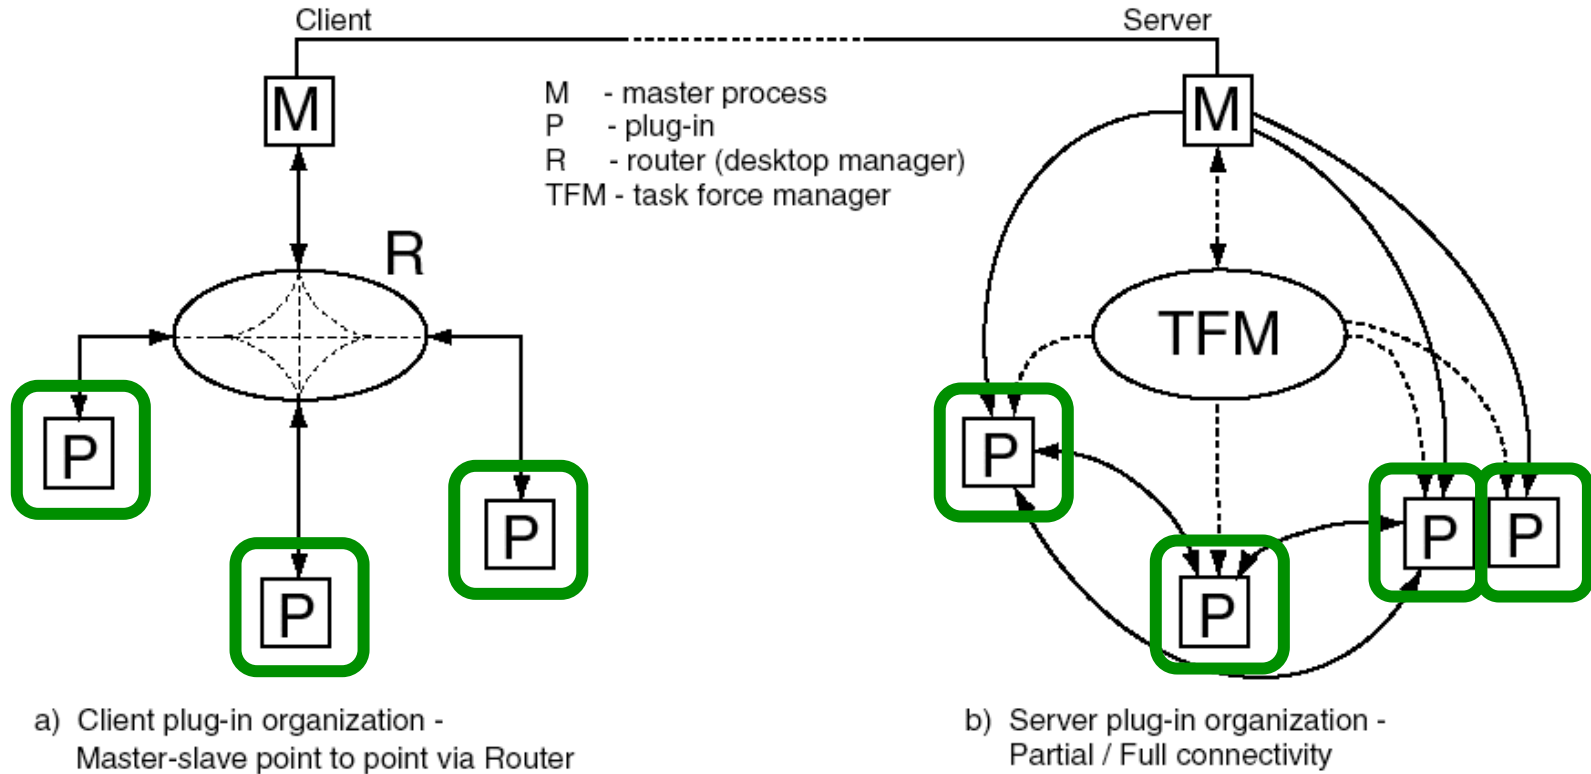 Client
Server
M
M
M - master process
P - plug-in
R - router (desktop manager)
TFM - task force manager
R
TFM
P
P
P
P
P
P
P
a) Client plug-in organization -
Master-slave point to point via Router
b) Server plug-in organization -
Partial / Full connectivity